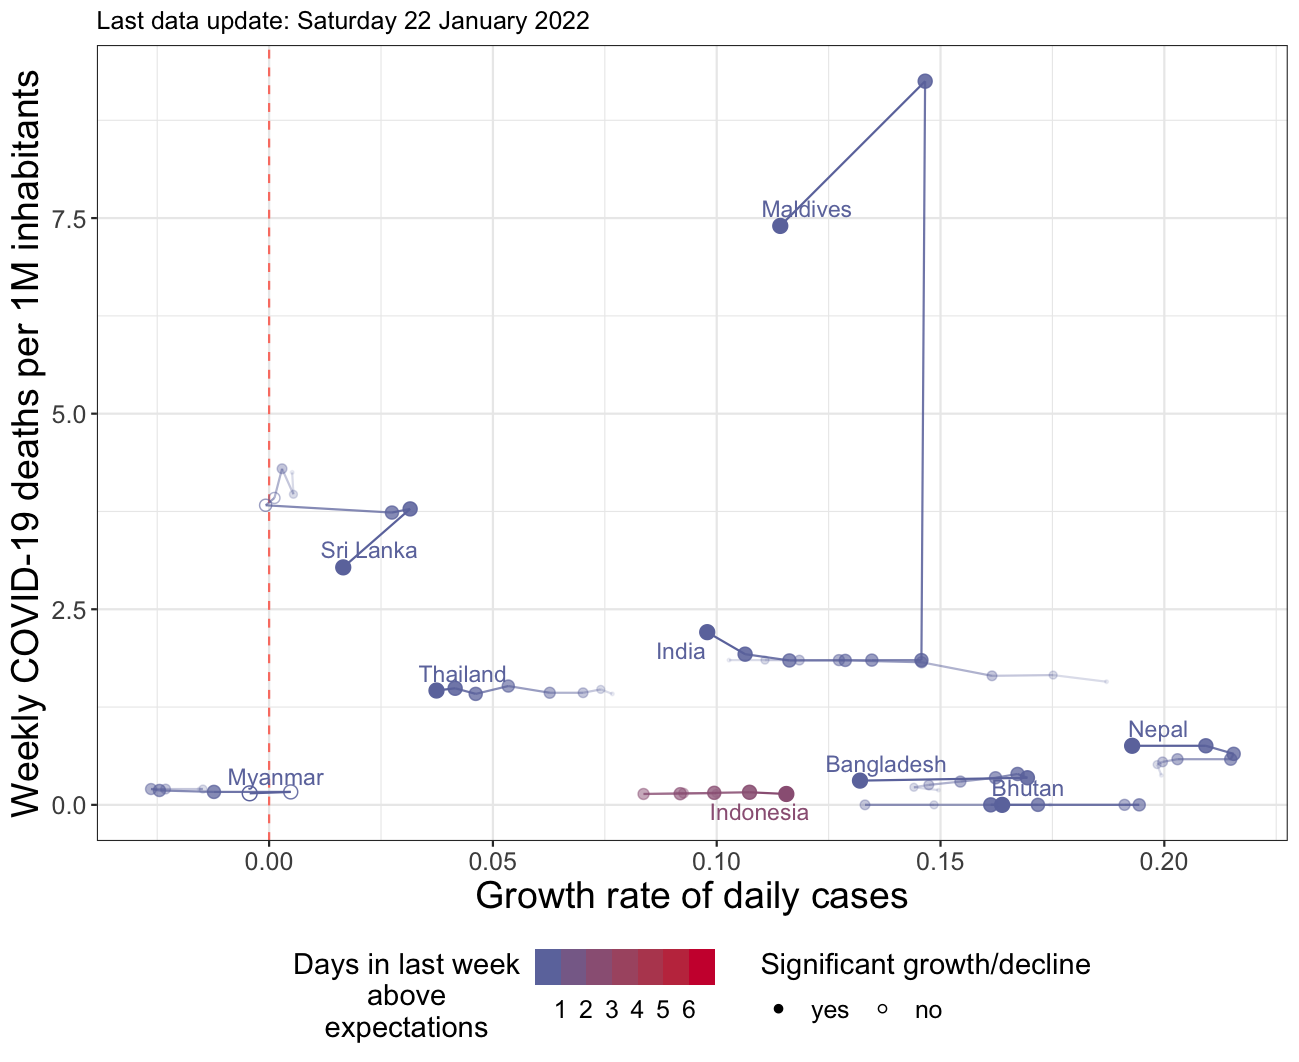 Last data update: Saturday 22 January 2022
Weekly COVID-19 deaths per 1M inhabitants
7.5
5.0
2.5
0.0
Maldives
Sri Lanka
India
Thailand
Nepal
Bangladesh
Myanmar
Bhutan
Indonesia
0.00 0.05 0.10 0.15 0.20
Growth rate of daily cases
Days in last week
above
expectations
1 2 3 4 5 6
Significant growth/decline
yes no